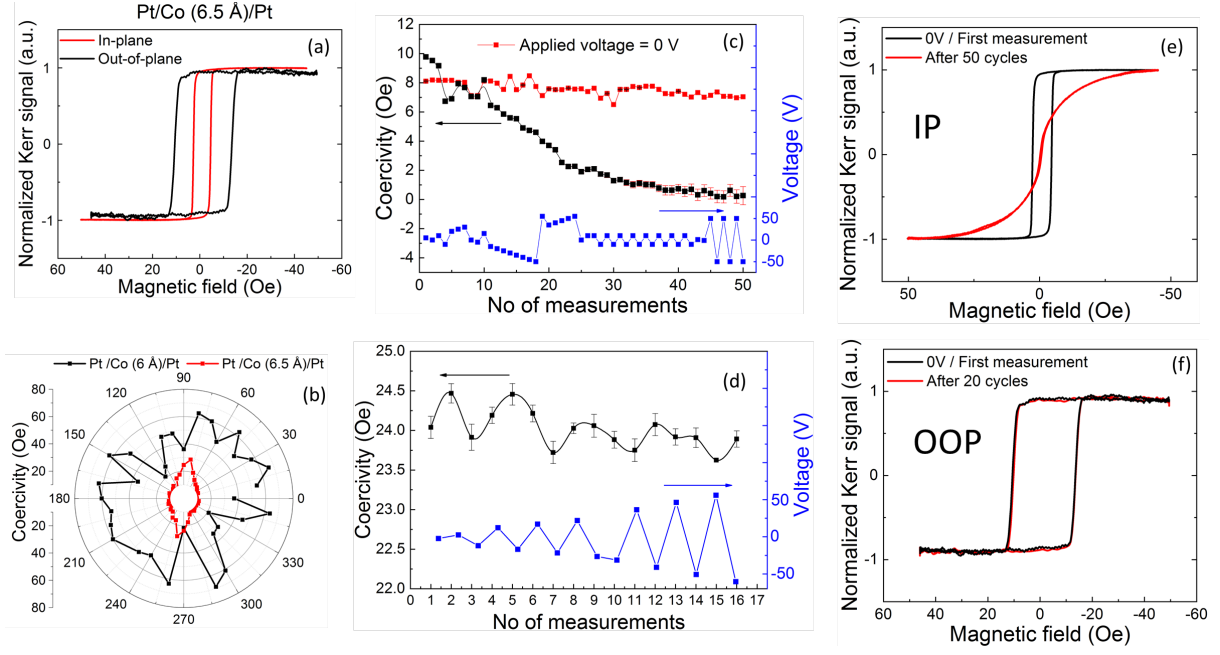 Pt/Co (6.5 Å)/Pt
In-plane
Out-of-plane
(a)
Normalized Kerr signal (a.u.)
1
0
-1
60 40 20 0 -20 -40 -60
Magnetic field (Oe)
Applied voltage = 0 V
(c)
Coercivity (Oe)
12
10
8
6
4
2
0
-2
-4
Voltage (V)
50
0
-50
0 10 20 30 40 50
No of measurements
0V / First measurement
After 50 cycles
(e)
IP
Normalized Kerr signal (a.u.)
1
0
-1
50 0 -50
Magnetic field (Oe)
Pt /Co (6 Å)/Pt
Pt /Co (6.5 Å)/Pt
(b)
Coercivity (Oe)
80
60
40
20
0
0
20
40
60
80
0
30
60
90
120
150
180
210
240
270
300
330
(d)
Coercivity (Oe)
25.0
24.5
24.0
23.5
23.0
22.5
22.0
Voltage (V)
50
0
-50
0 1 2 3 4 5 6 7 8 9 10 11 12 13 14 15 16 17
No of measurements
0V / First measurement
After 20 cycles
(f)
OOP
Normalized Kerr signal (a.u.)
1
0
-1
60 40 20 0 -20 -40 -60
Magnetic field (Oe)